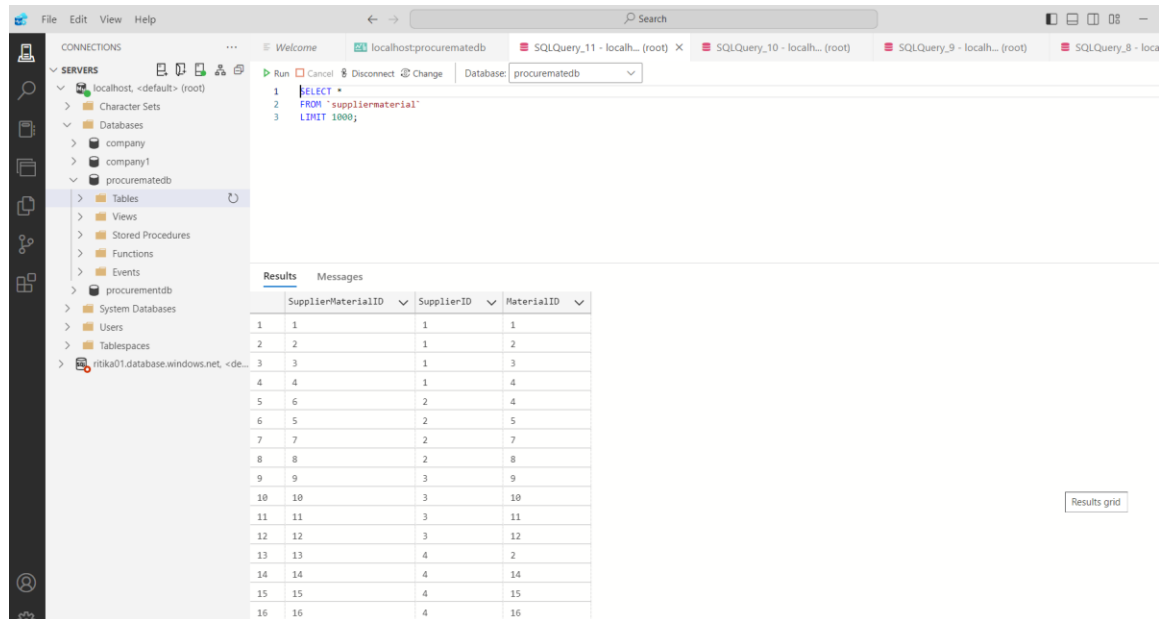 File Edit View Help
Search
CONNECTIONS
SERVERS
localhost, <default> (root)
Character Sets
Databases
company
company1
procurematedb
Tables
Views
Stored Procedures
Functions
Events
procurementdb
System Databases
Users
Tablespaces
ritika01.database.windows.net, <de...
Welcome localhost:procurematedb SQLQuery_11 - localh... (root) SQLQuery_10 - localh... (root) SQLQuery_9 - localh... (root) SQLQuery_8 - loca
Run Cancel Disconnect Change Database: procurematedb
1 SELECT *
2 FROM `suppliermaterial`
3 LIMIT 1000;
Results Messages
SupplierMaterialID SupplierID MaterialID
1 1 1 1
2 2 1 2
3 3 1 3
4 4 1 4
5 6 2 4
6 5 2 5
7 7 2 7
8 8 2 8
9 9 3 9
10 10 3 10
11 11 3 11
12 12 3 12
13 13 4 2
14 14 4 14
15 15 4 15
16 16 4 16
Results grid